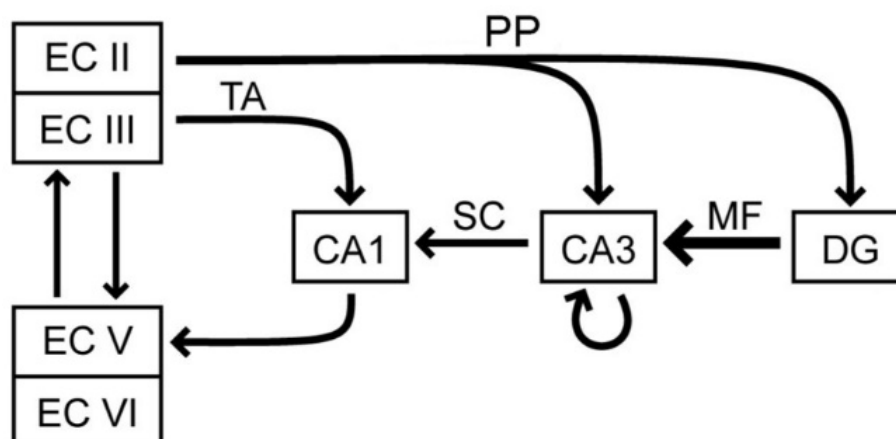 EC II
PP
EC III
TA
CA1
SC
CA3
MF
DG
EC V
EC VI